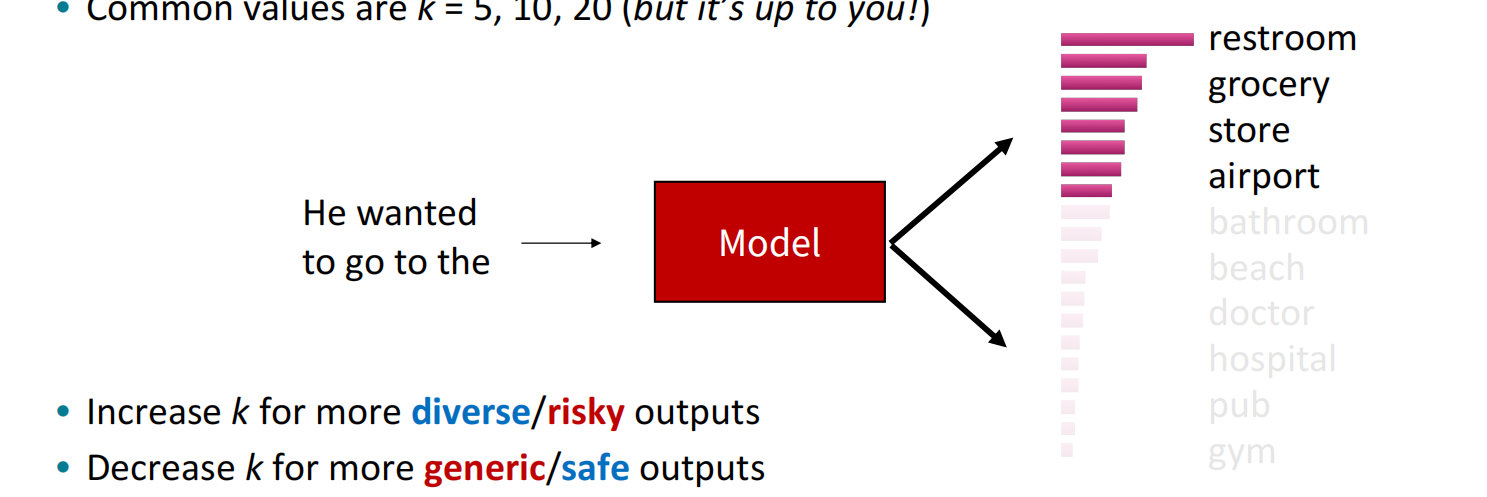 • Common values are k = 5, 10, 20 (but it's up to you!)
He wanted
to go to the
Model
restroom
grocery
store
airport
bathroom
beach
doctor
hospital
pub
gym
• Increase k for more diverse/risky outputs
• Decrease k for more generic/safe outputs